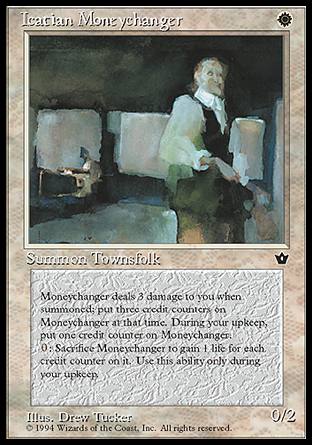 Icatian Moneychanger
Summon Townsfolk
Moneychanger deals 3 damage to you when
summoned; put three credit counters on
Moneychanger at that time. During your upkeep,
put one credit counter on Moneychanger.
0: Sacrifice Moneychanger to gain 1 life for each
credit counter on it. Use this ability only during
your upkeep.
0/2
Illus. Drew Tucker
© 1994 Wizards of the Coast, Inc. All rights reserved.